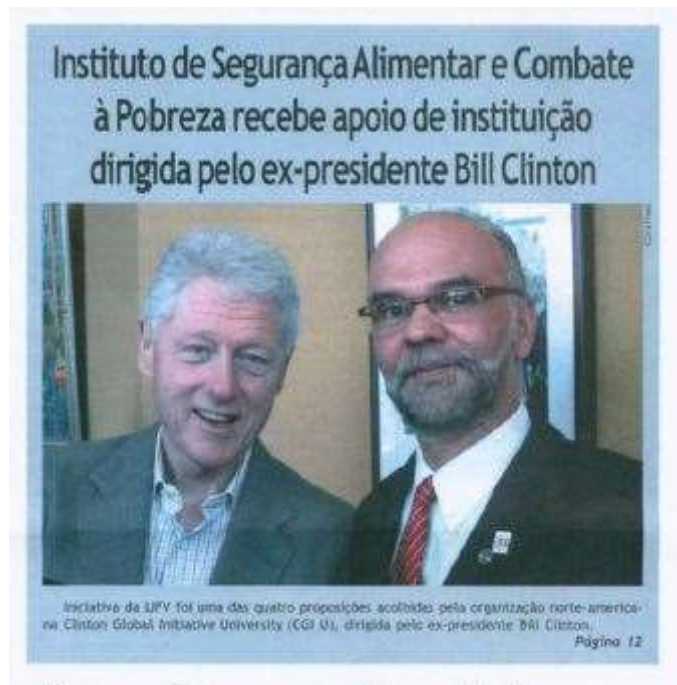 Instituto de Segurança Alimentar e Combate
à Pobreza recebe apoio de instituição
dirigida pelo ex-presidente Bill Clinton
Iniciativa da UFV foi uma das quatro proposições acolhidas pela organização norte-america-
na Clinton Global Initiative University (CGI U), dirigida pelo ex-presidente Bill Clinton.
Página 12